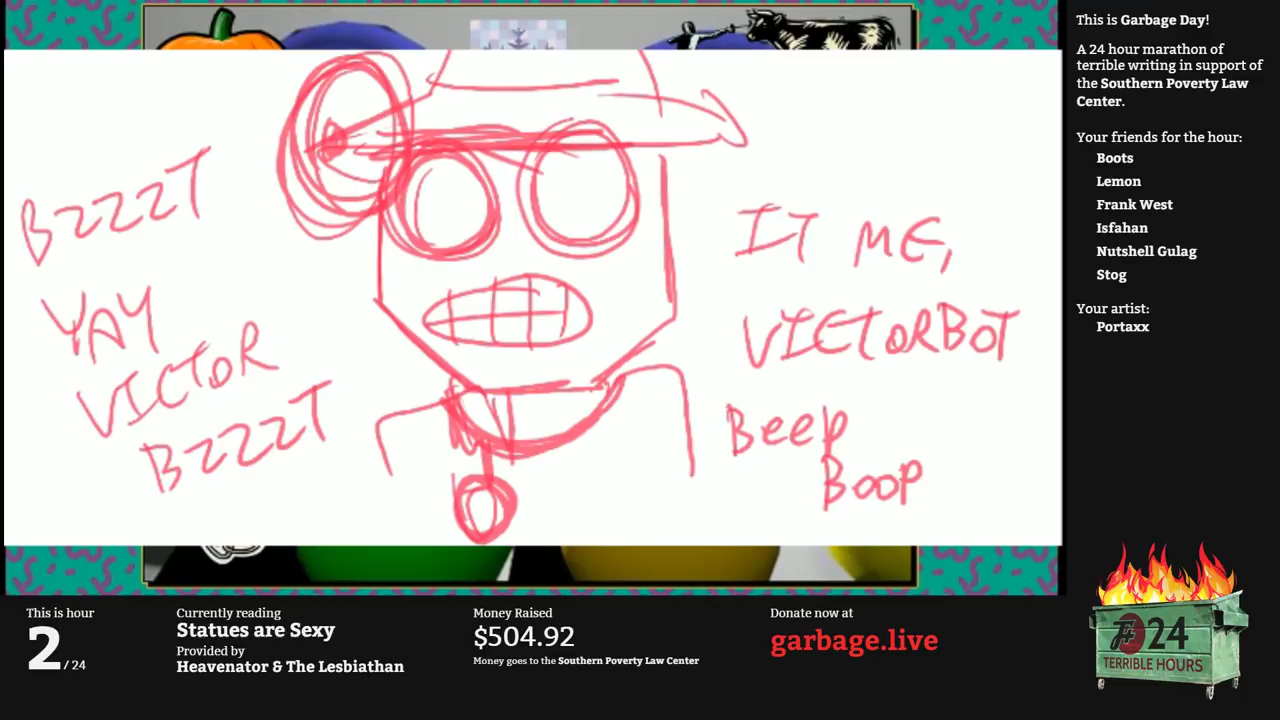 BZZZT
YAY
VICTOR
BZZZT
IT ME,
VICTORBOT
BEEP
BOOP
This is Garbage Day!
A 24 hour marathon of
terrible writing in support of
the Southern Poverty Law
Center.
Your friends for the hour:
Boots
Lemon
Frank West
Isfahan
Nutshell Gulag
Stog
Your artist:
Portaxx
This is hour
2 / 24
Currently reading
Statues are Sexy
Provided by
Heavenator & The Lesbiathan
Money Raised
$504.92
Money goes to the Southern Poverty Law Center
Donate now at
garbage.live
24
TERRIBLE HOURS